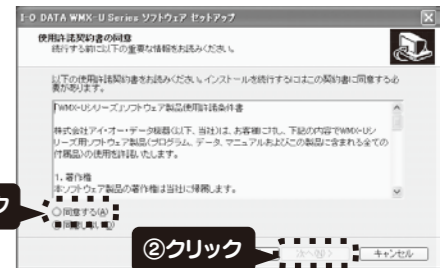 I-O DATA WMX-U Series ソフトウェア セットアップ
使用許諾契約書の同意
続行する前に以下の重要な情報をお読みください。
以下の使用許諾契約書をお読みください。インストールを続行するにはこの契約書に同意する必
要があります。
「WMX-Uシリーズ」ソフトウェア製品使用許諾条件書
株式会社アイ・オー・データ機器(以下、当社)は、お客様に対し、下記の内容でWMX-Uシ
リーズ用ソフトウェア製品(プログラム、データ、マニュアルおよびこの製品に含まれる全ての
付属品)の使用を許諾いたします。
1. 著作権
本ソフトウェア製品の著作権は当社に帰属します。
同意する(A)
②クリック
キャンセル